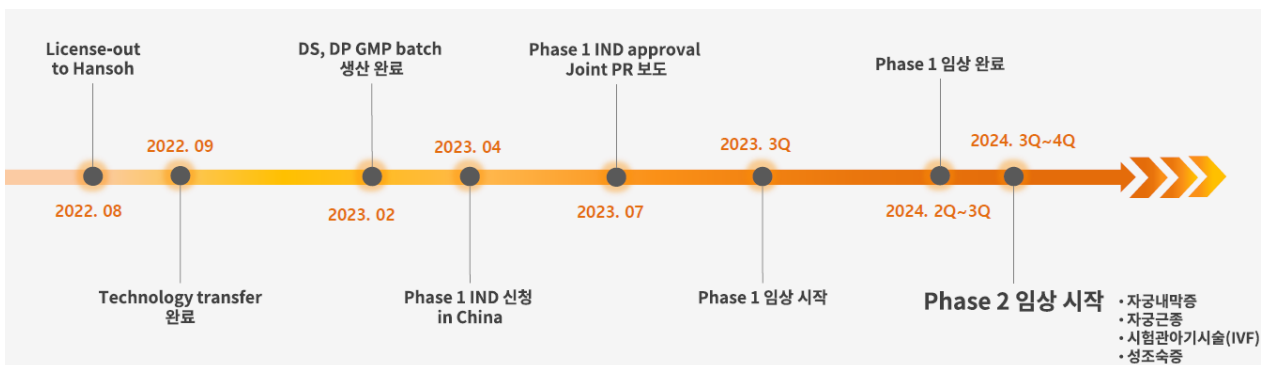 License-out
to Hansoh
DS, DP GMP batch
생산 완료
Phase 1 IND approval
Joint PR 보도
Phase 1 임상 완료
2022. 09
2023. 04
2023. 3Q
2024. 3Q~4Q
2022. 08
2023. 02
2023. 07
2024. 2Q~3Q
Technology transfer
완료
Phase 1 IND 신청
in China
Phase 1 임상 시작
Phase 2 임상 시작
• 자궁내막증
• 자궁근종
• 시험관아기시술(IVF)
• 성조숙증